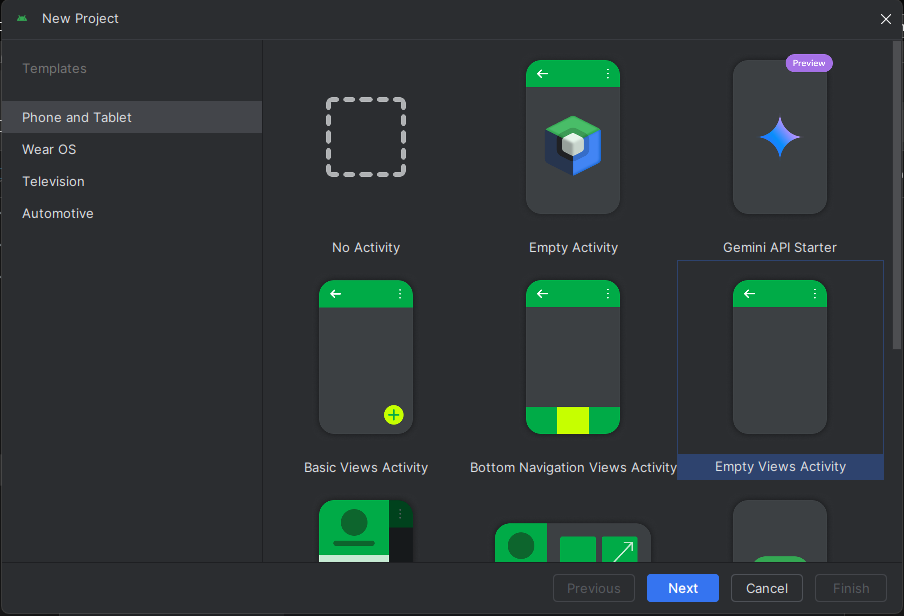 New Project
Templates
Phone and Tablet
Wear OS
Television
Automotive
Preview
No Activity
Empty Activity
Gemini API Starter
Basic Views Activity
Bottom Navigation Views Activity
Empty Views Activity
Previous
Next
Cancel
Finish